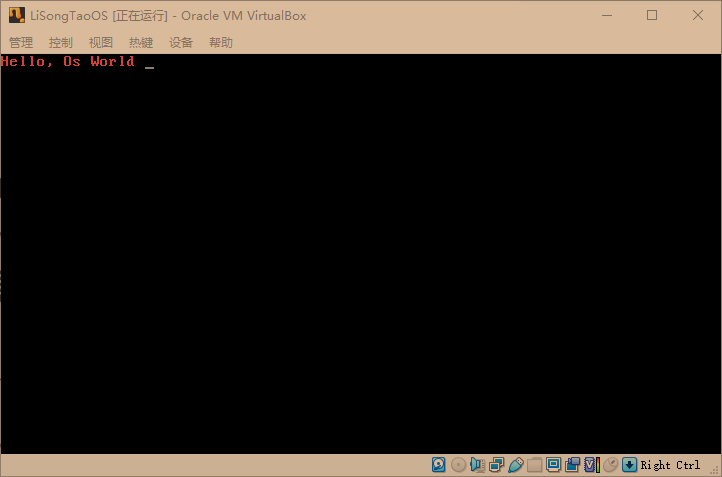 LiSongTaoOS [正在运行] - Oracle VM VirtualBox
管理 控制 视图 热键 设备 帮助
Hello, Os World _
Right Ctrl